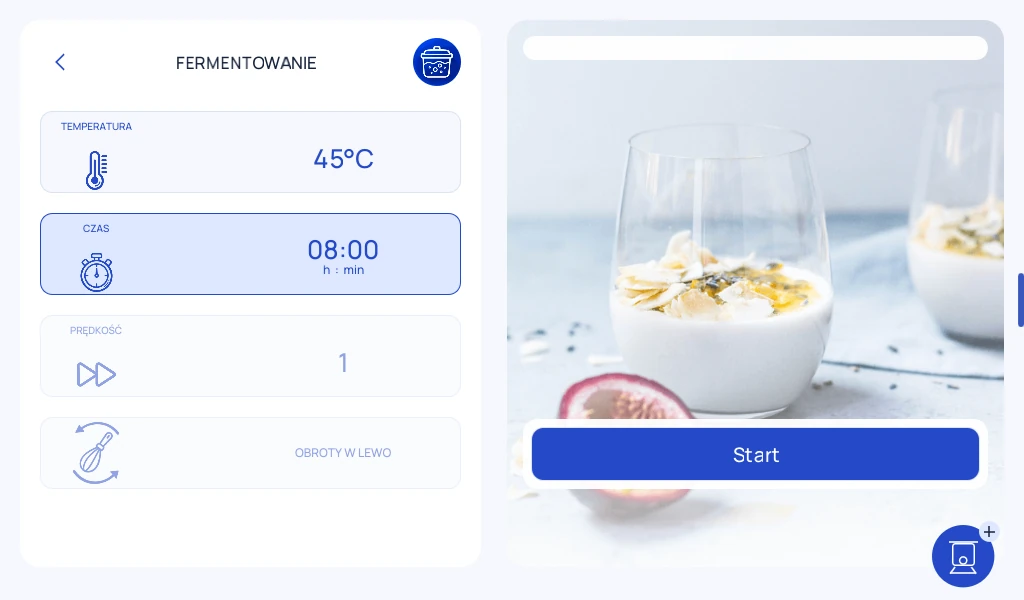 FERMENTOWANIE
TEMPERATURA
45°C
CZAS
08:00
h : min
PRĘDKOŚĆ
1
OBROTY W LEWO
Start